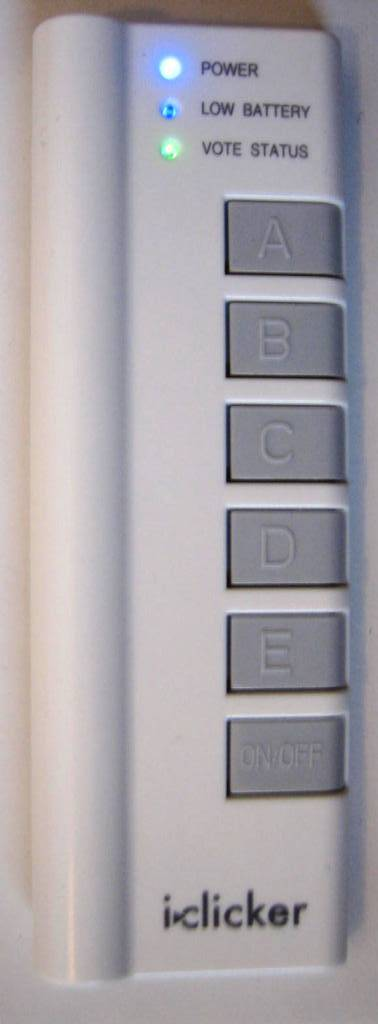 POWER
LOW BATTERY
VOTE STATUS
A
B
C
D
E
ON/OFF
i>clicker